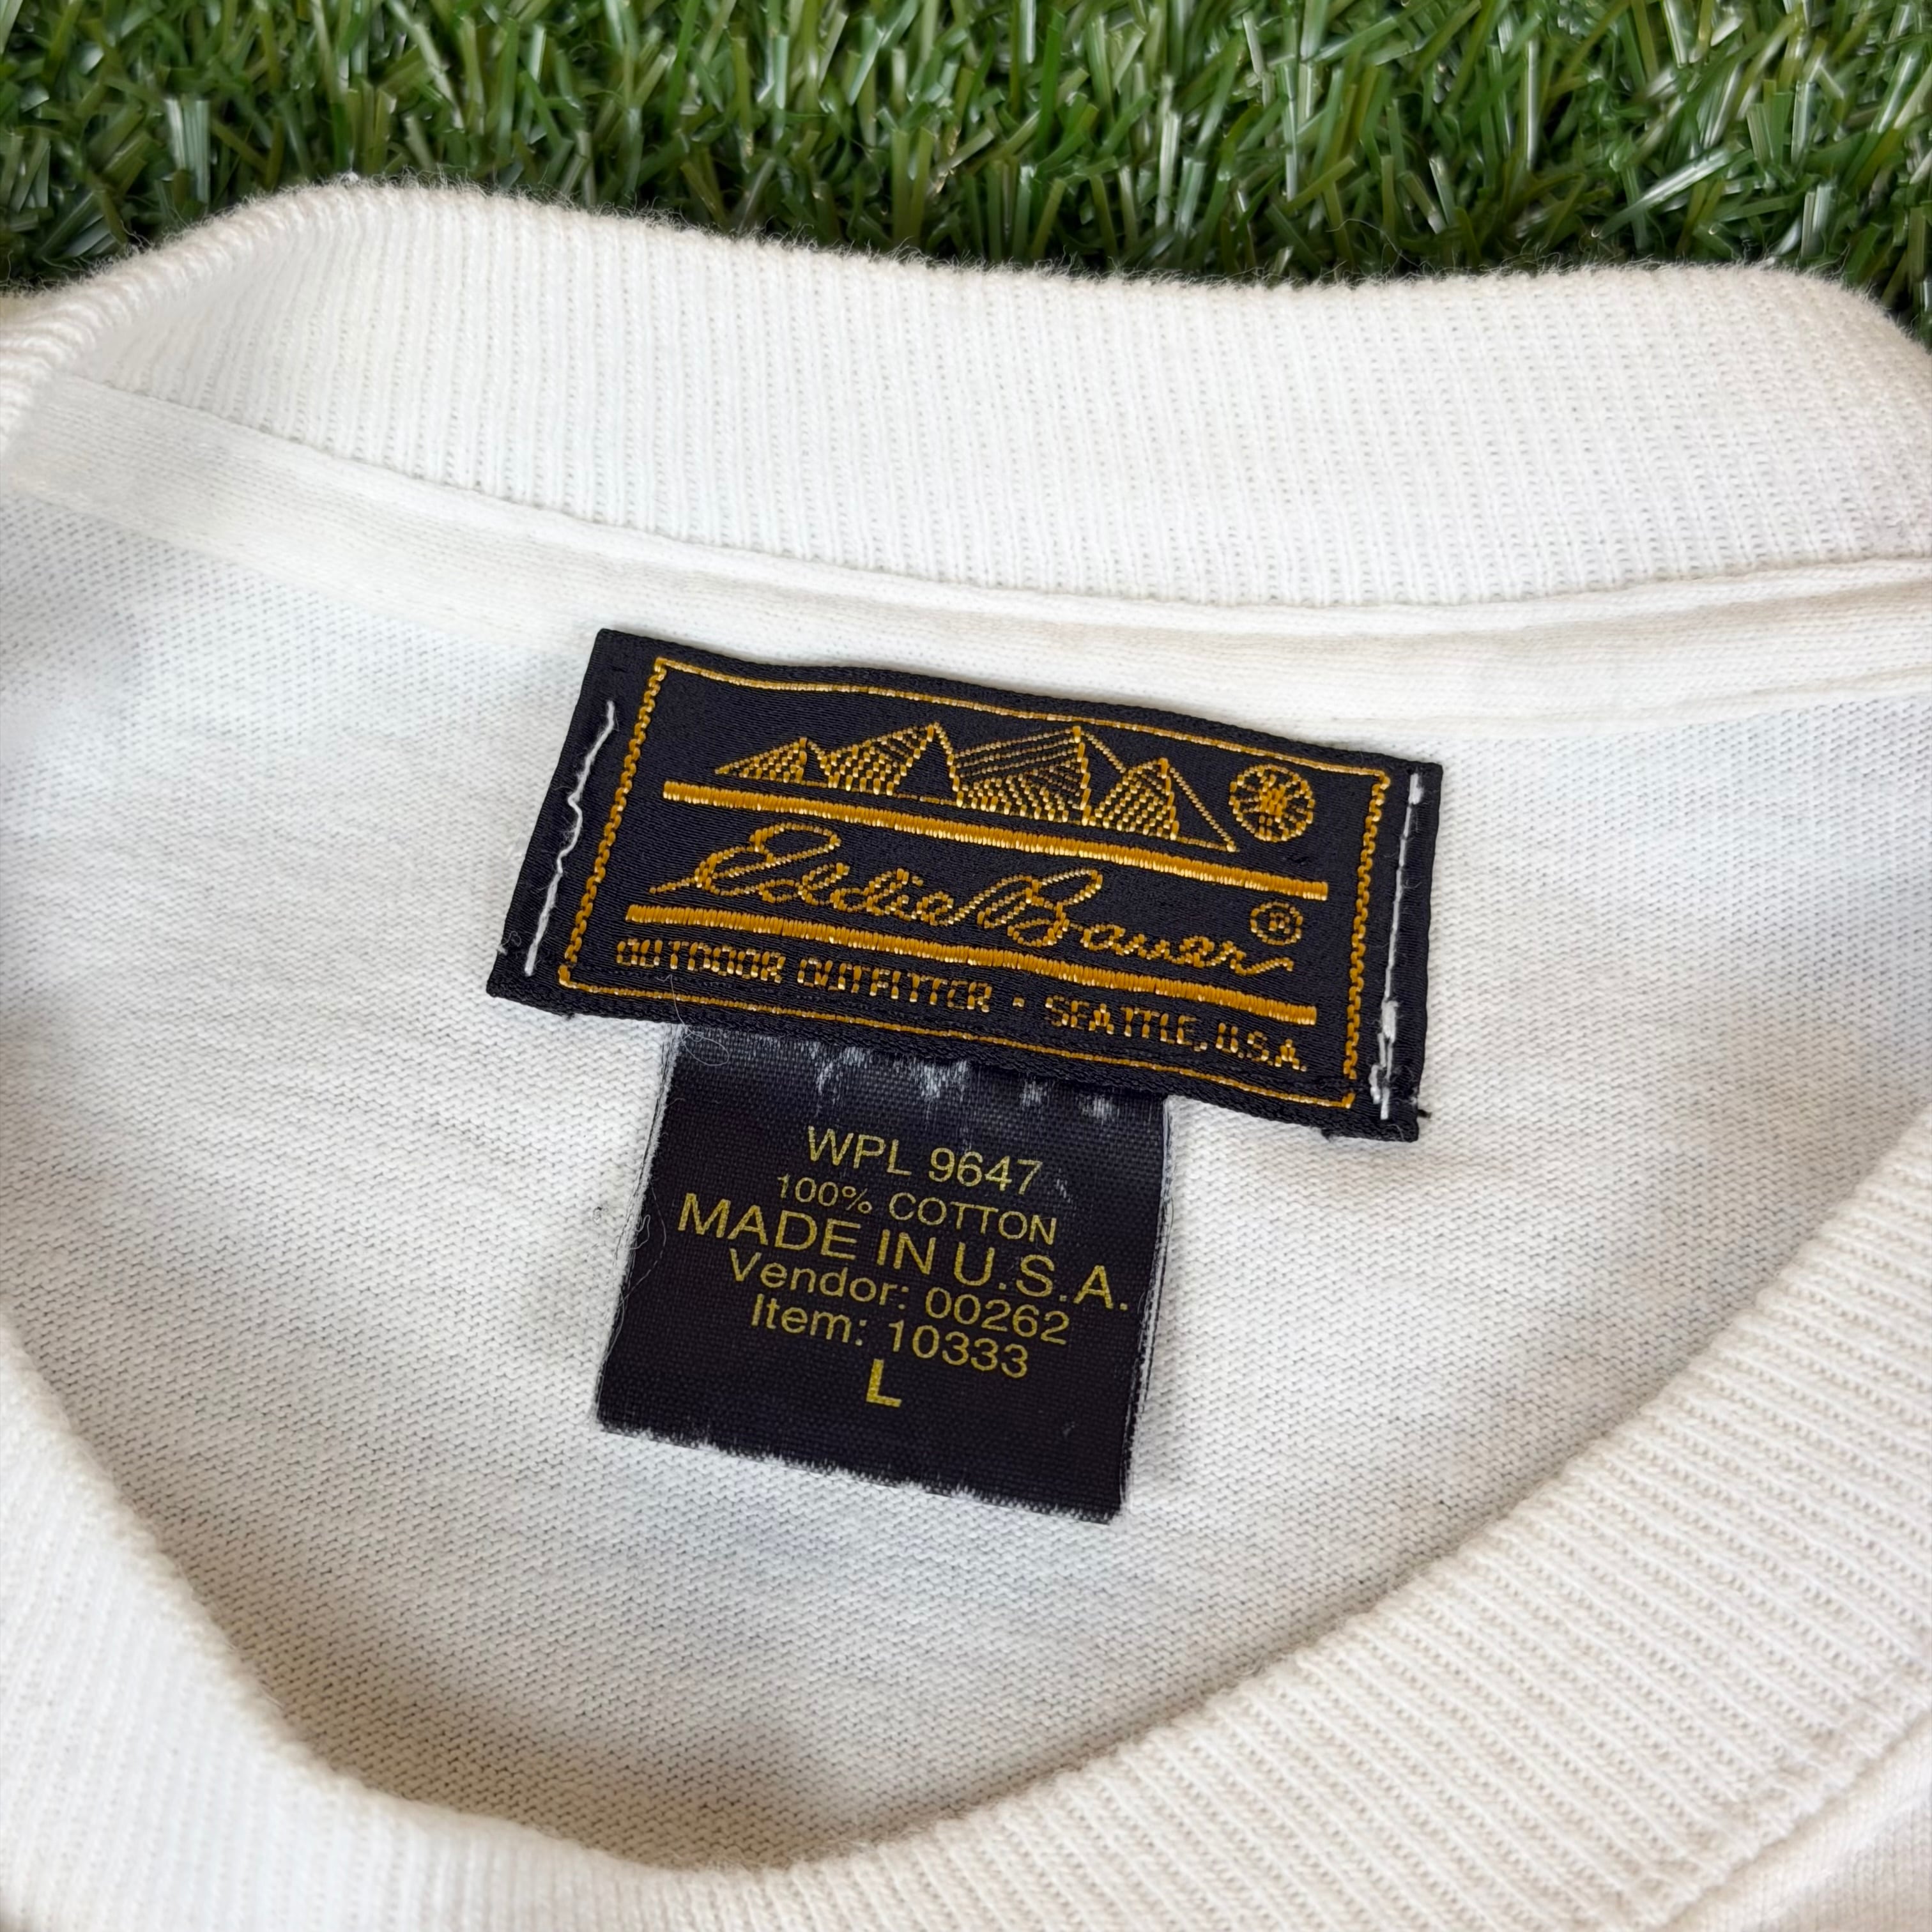 Eddie Bauer ®
OUTDOOR OUTFITTER · SEATTLE, U.S.A.
WPL 9647
100% COTTON
MADE IN U.S.A.
Vendor: 00262
Item: 10333
L